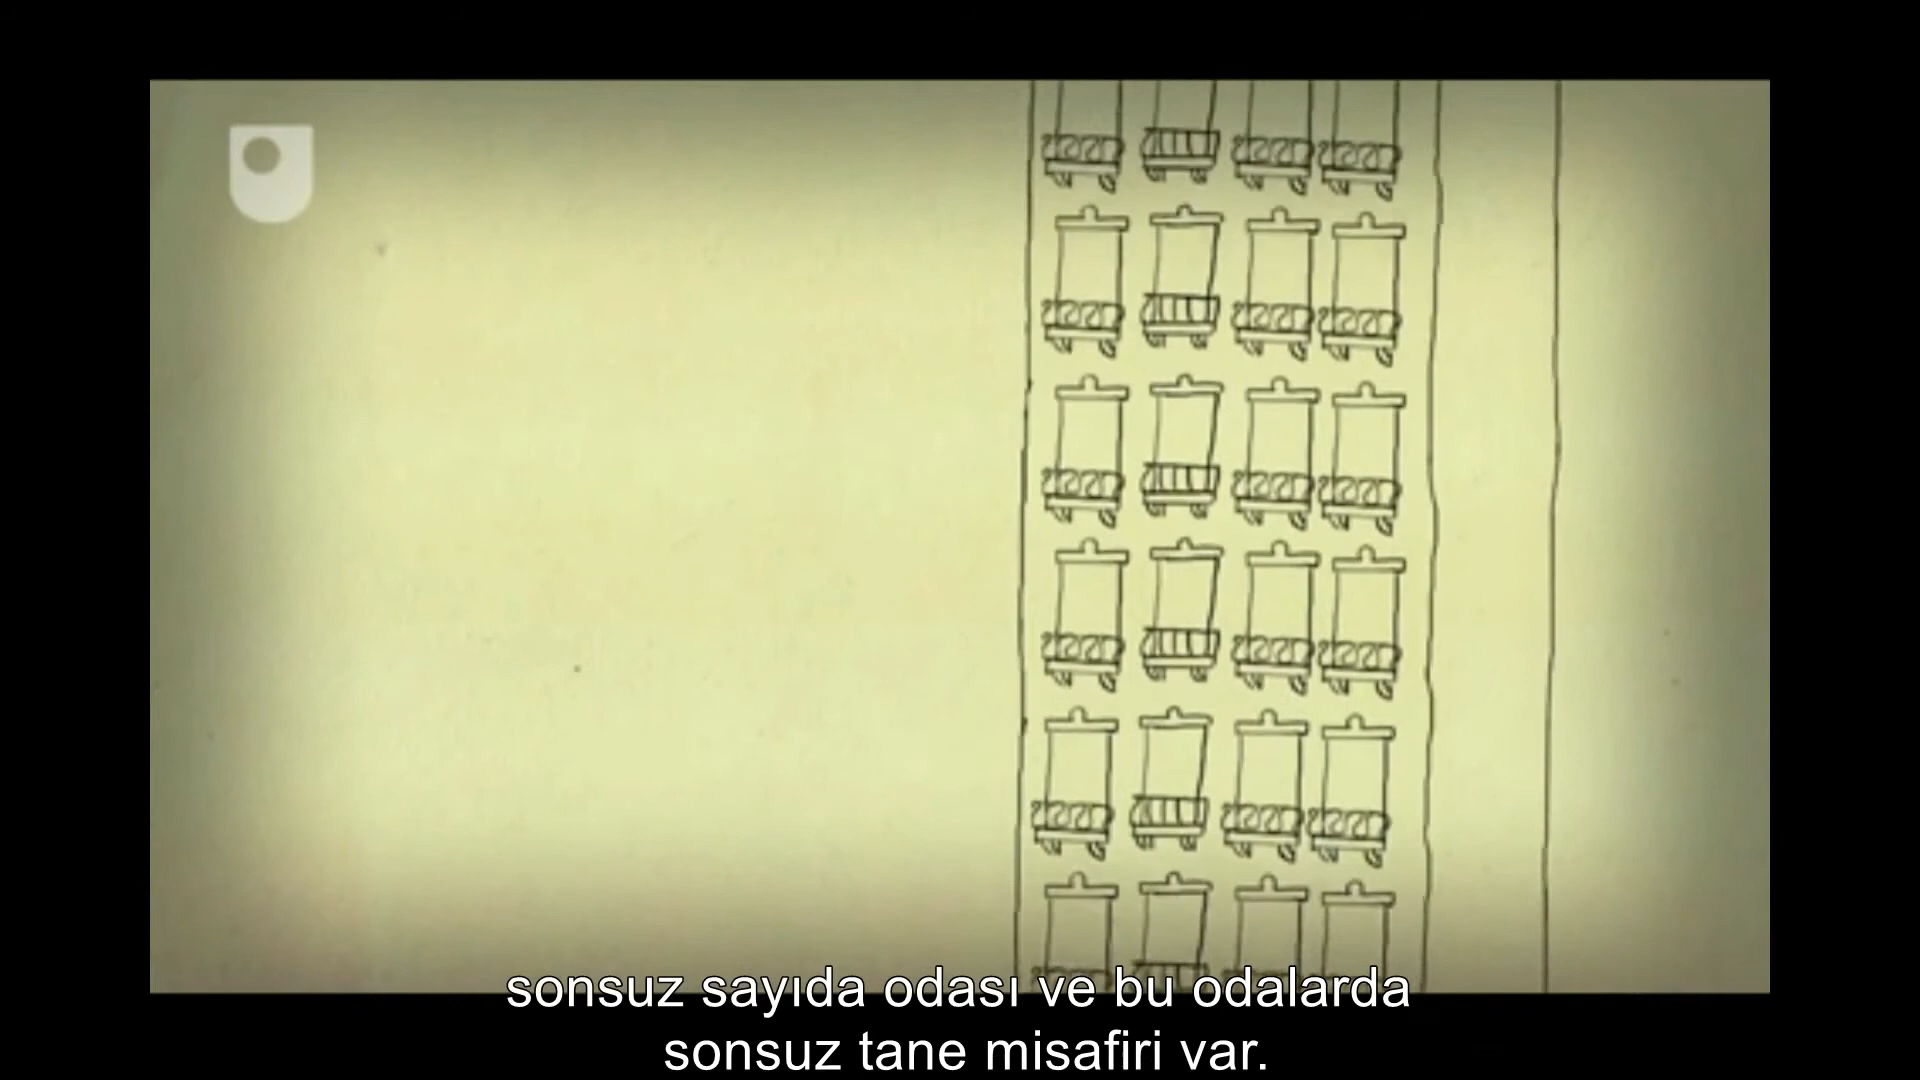 sonsuz sayıda odası ve bu odalarda
sonsuz tane misafiri var.